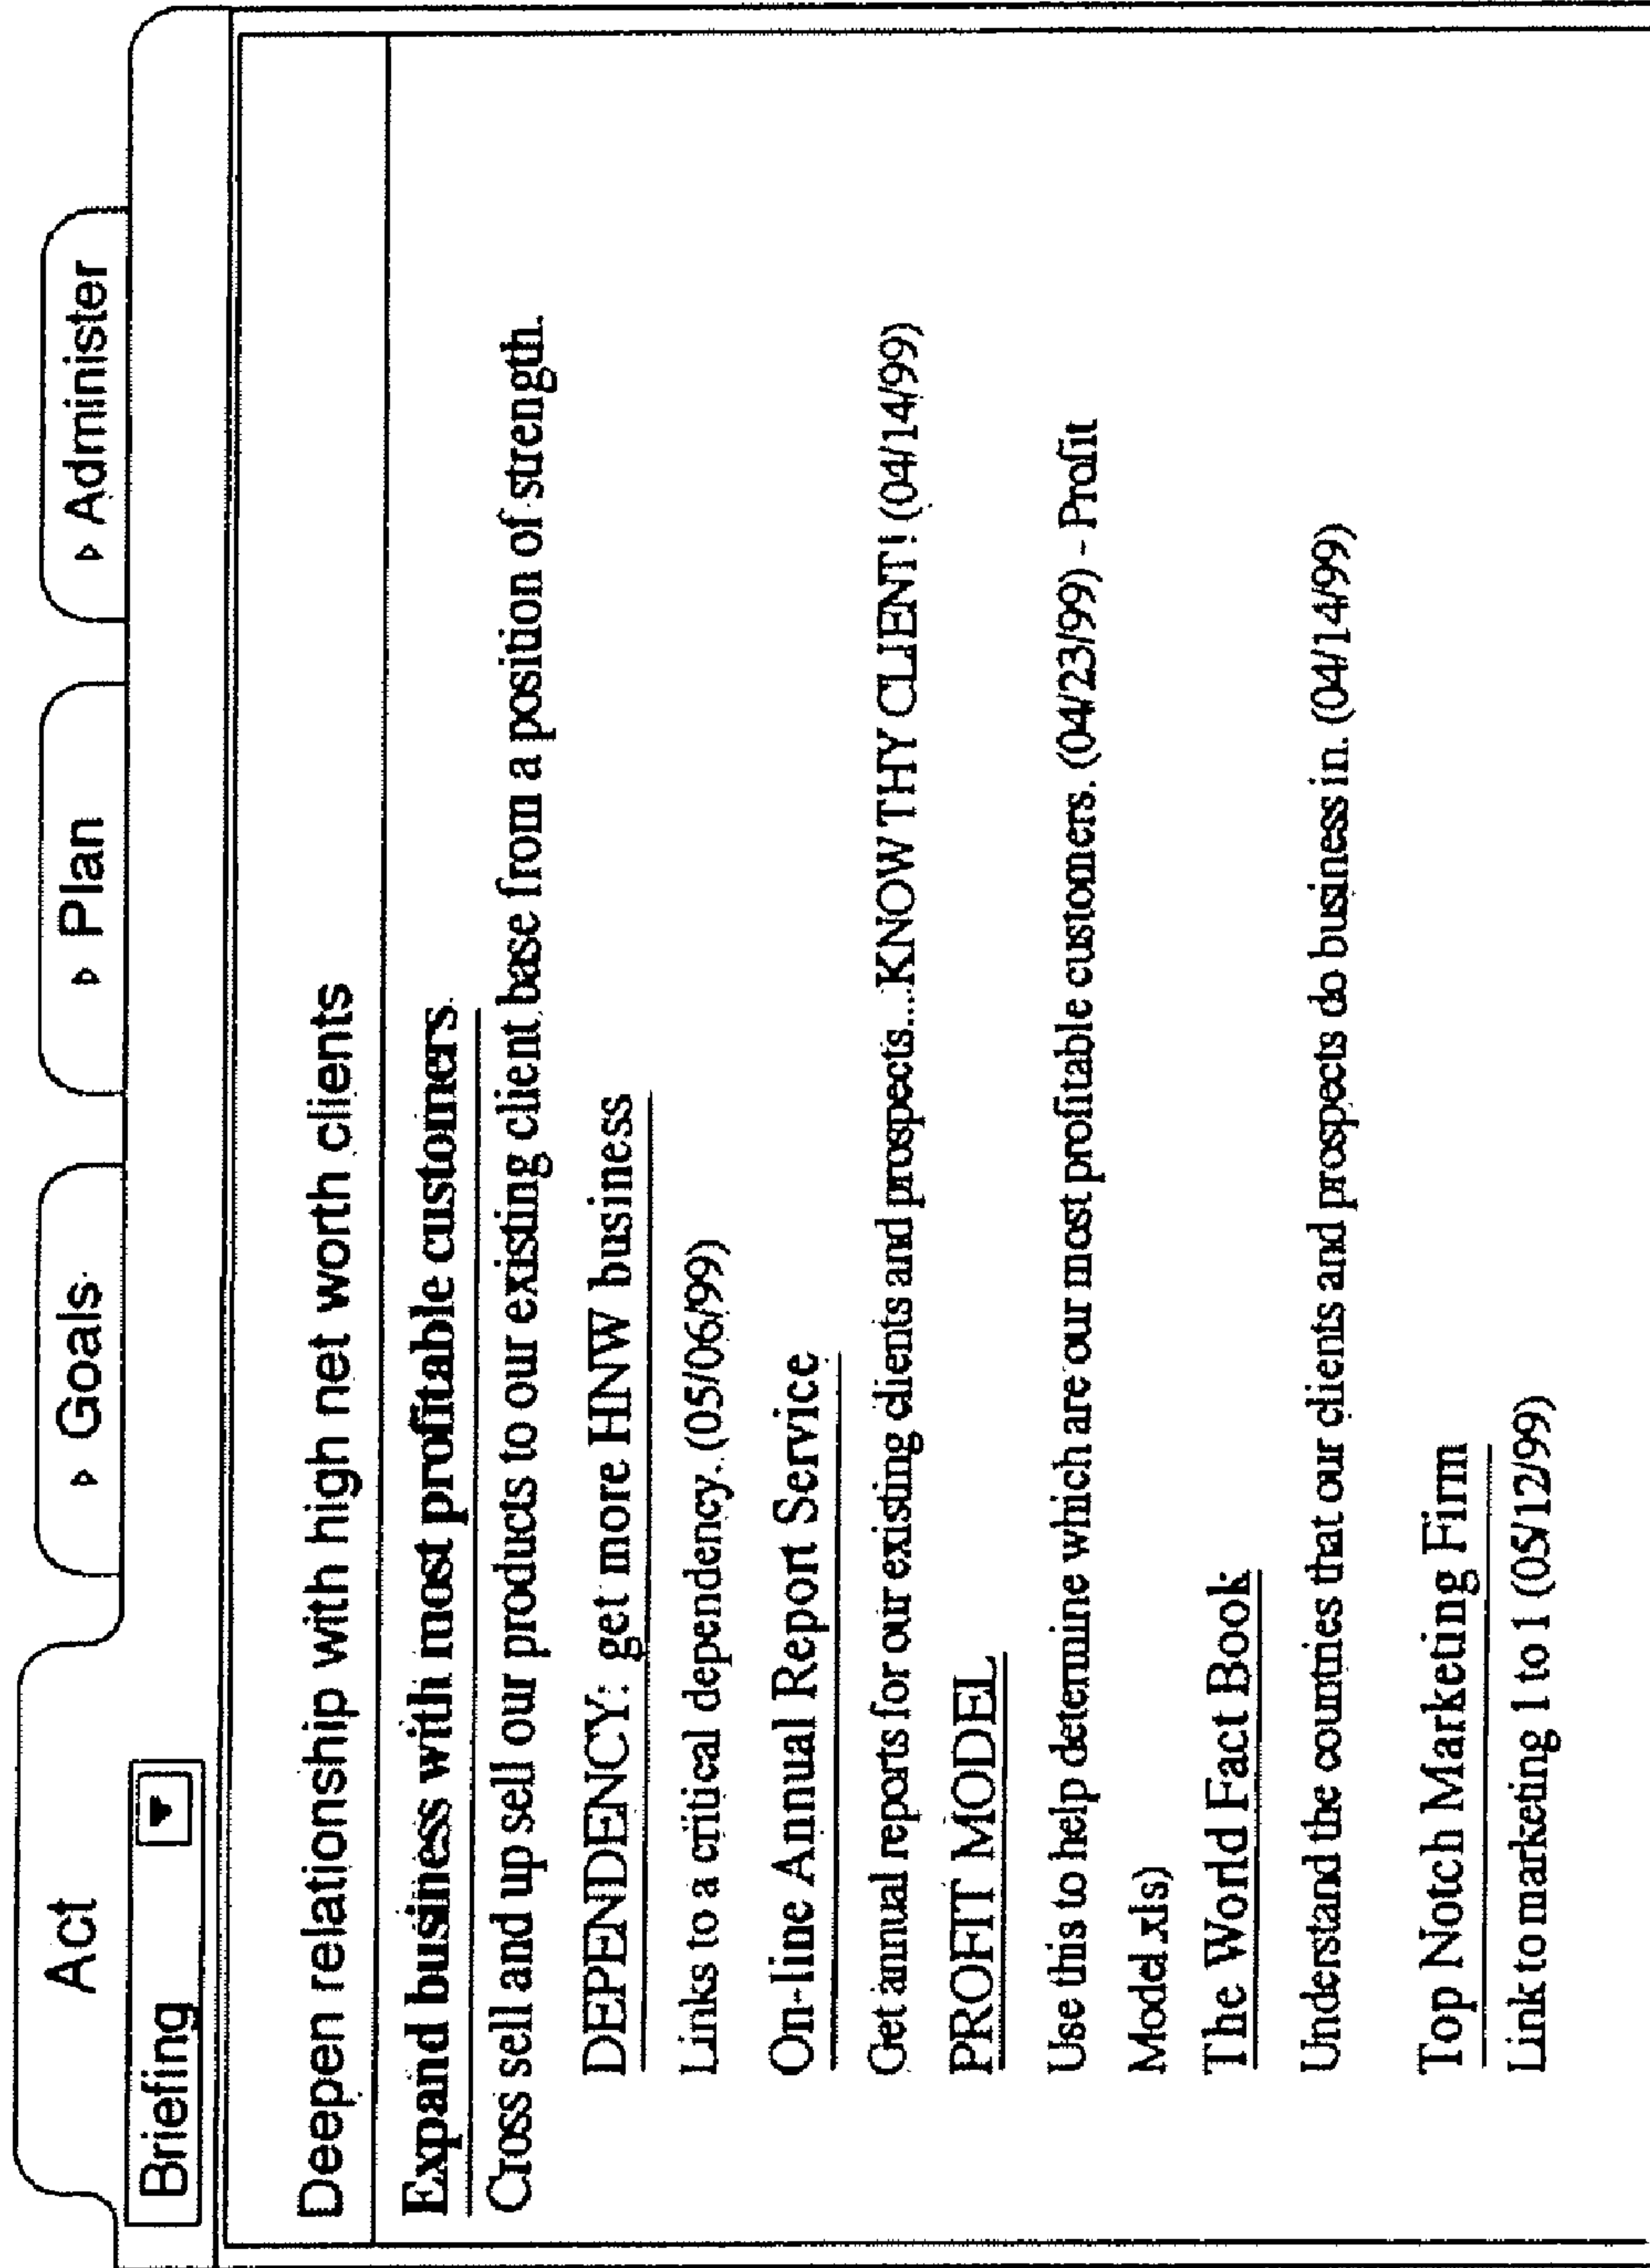 Act
Goals
Plan
Administer
Briefing
Deepen relationship with high net worth clients
Expand business with most profitable customers
Cross sell and up sell our products to our existing client base from a position of strength.
DEPENDENCY: get more HNW business
Links to a critical dependency. (05/06/99)
On-line Annual Report Service
Get annual reports for our existing clients and prospects...KNOW THY CLIENT! (04/14/99)
PROFIT MODEL
Use this to help determine which are our most profitable customers. (04/23/99) - Profit
Model.xls)
The World Fact Book
Understand the countries that our clients and prospects do business in. (04/14/99)
Top Notch Marketing Firm
Link to marketing 1 to 1 (05/12/99)